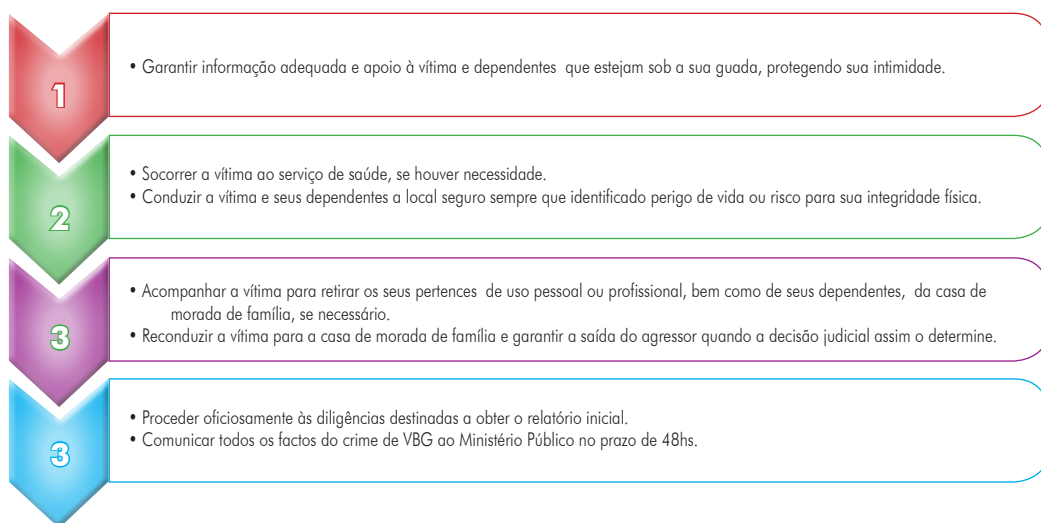 1
• Garantir informação adequada e apoio à vítima e dependentes que estejam sob a sua guada, protegendo sua intimidade.
2
• Socorrer a vítima ao serviço de saúde, se houver necessidade.
• Conduzir a vítima e seus dependentes a local seguro sempre que identificado perigo de vida ou risco para sua integridade física.
3
• Acompanhar a vítima para retirar os seus pertences de uso pessoal ou profissional, bem como de seus dependentes, da casa de
morada de família, se necessário.
• Reconduzir a vítima para a casa de morada de família e garantir a saída do agressor quando a decisão judicial assim o determine.
3
• Proceder oficiosamente às diligências destinadas a obter o relatório inicial.
• Comunicar todos os factos do crime de VBG ao Ministério Público no prazo de 48hs.